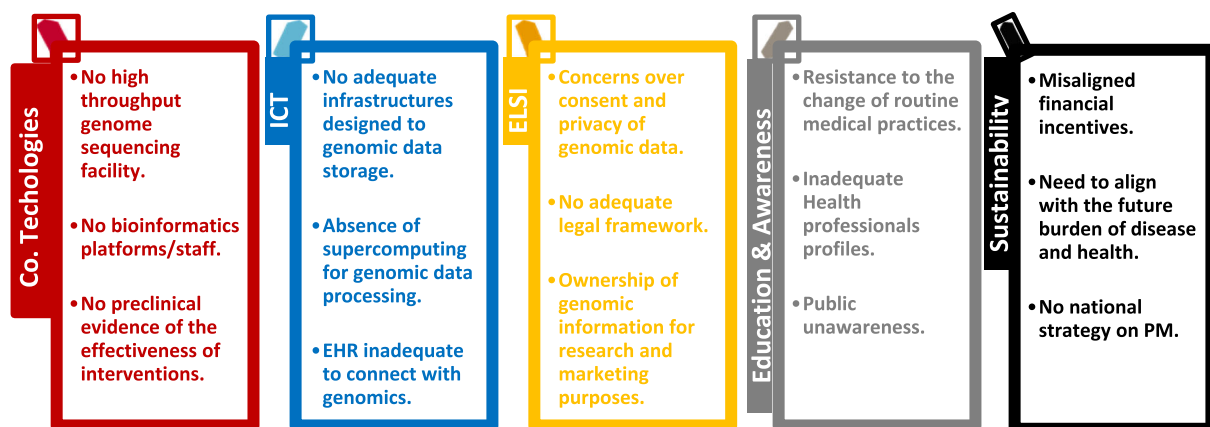 Co. Techologies
•No high
throughput
genome
sequencing
facility.
•No bioinformatics
platforms/staff.
•No preclinical
evidence of the
effectiveness of
interventions.
ICT
•No adequate
infrastructures
designed to
genomic data
storage.
•Absence of
supercomputing
for genomic data
processing.
•EHR inadequate
to connect with
genomics.
ELSI
•Concerns over
consent and
privacy of
genomic data.
•No adequate
legal framework.
•Ownership of
genomic
information for
research and
marketing
purposes.
Education & Awareness
•Resistance to the
change of routine
medical practices.
•Inadequate
Health
professionals
profiles.
•Public
unawareness.
Sustainability
•Misaligned
financial
incentives.
•Need to align
with the future
burden of disease
and health.
•No national
strategy on PM.